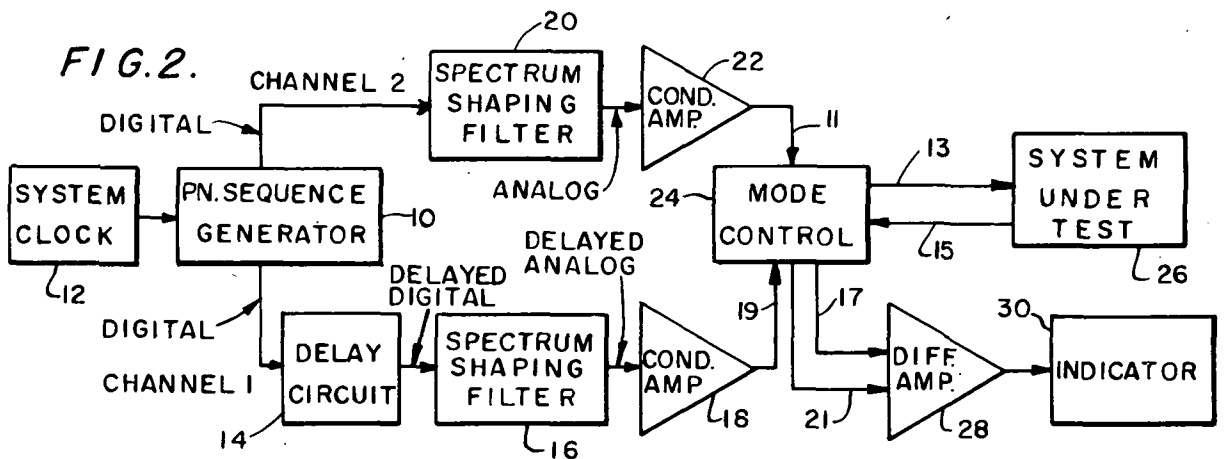 FIG.2.
20
CHANNEL 2
SPECTRUM
SHAPING
FILTER
22
COND.
AMP.
DIGITAL
ANALOG
11
SYSTEM
CLOCK
12
PN. SEQUENCE
GENERATOR
10
24
MODE
CONTROL
13
15
SYSTEM
UNDER
TEST
26
DIGITAL
CHANNEL 1
DELAY
CIRCUIT
14
DELAYED
DIGITAL
SPECTRUM
SHAPING
FILTER
16
DELAYED
ANALOG
COND.
AMP
18
19
17
21
DIFF.
AMP.
28
30
INDICATOR